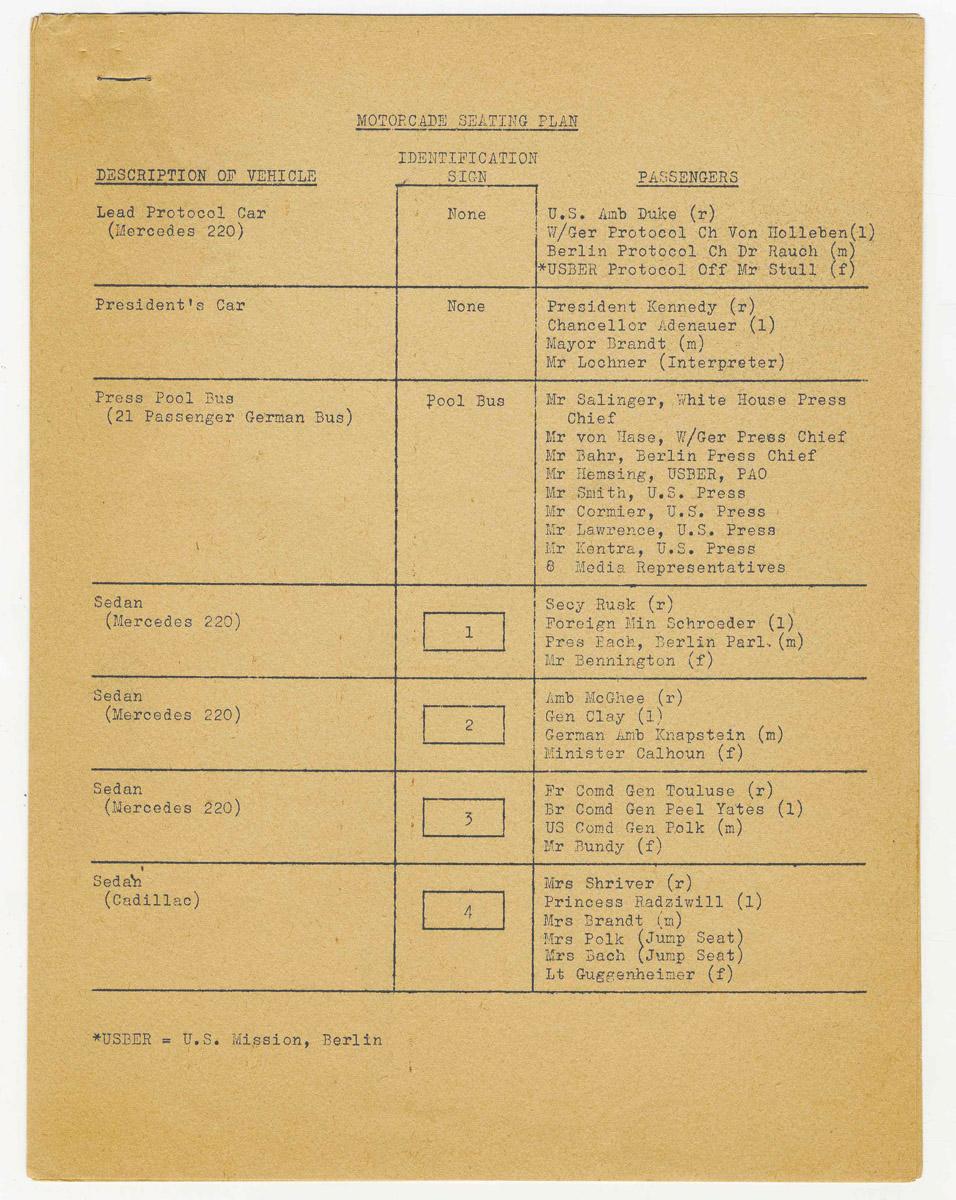 MOTORCADE SEATING PLAN
DESCRIPTION OF VEHICLE
IDENTIFICATION
SIGN
PASSENGERS
Lead Protocol Car
(Mercedes 220)
None
U.S. Amb Duke (r)
W/Ger Protocol Ch Von Holleben(l)
Berlin Protocol Ch Dr Rauch (m)
*USBER Protocol Off Mr Stull (f)
President's Car
None
President Kennedy (r)
Chancellor Adenauer (l)
Mayor Brandt (m)
Mr Lochner (Interpreter)
Press Pool Bus
(21 Passenger German Bus)
Pool Bus
Mr Salinger, White House Press
Chief
Mr von Hase, W/Ger Press Chief
Mr Bahr, Berlin Press Chief
Mr Hemsing, USBER, PAO
Mr Smith, U.S. Press
Mr Cormier, U.S. Press
Mr Lawrence, U.S. Press
Mr Kentra, U.S. Press
8 Media Representatives
Sedan
(Mercedes 220)
1
Secy Rusk (r)
Foreign Min Schroeder (l)
Pres Bach, Berlin Parl. (m)
Mr Bennington (f)
Sedan
(Mercedes 220)
2
Amb McGhee (r)
Gen Clay (l)
German Amb Knapstein (m)
Minister Calhoun (f)
Sedan
(Mercedes 220)
3
Fr Comd Gen Touluse (r)
Br Comd Gen Peel Yates (l)
US Comd Gen Polk (m)
Mr Bundy (f)
Sedan
(Cadillac)
4
Mrs Shriver (r)
Princess Radziwill (l)
Mrs Brandt (m)
Mrs Polk (Jump Seat)
Mrs Bach (Jump Seat)
Lt Guggenheimer (f)
*USBER = U.S. Mission, Berlin